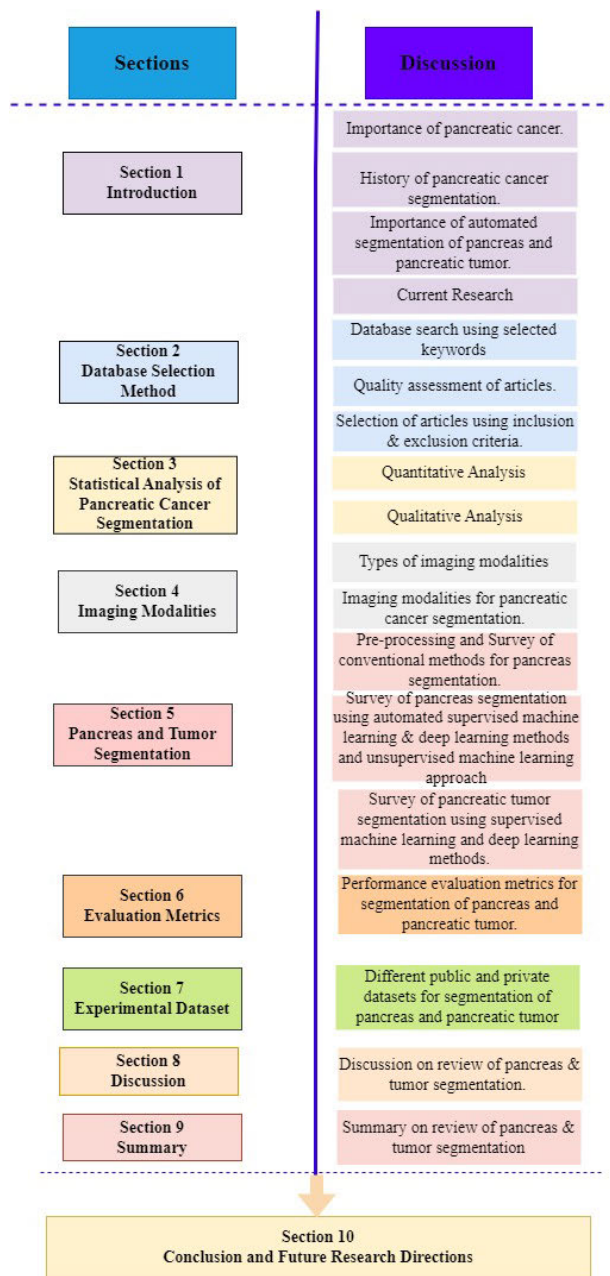 Sections
Discussion
Section 1
Introduction
Importance of pancreatic cancer.
History of pancreatic cancer
segmentation.
Importance of automated
segmentation of pancreas and
pancreatic tumor.
Current Research
Section 2
Database Selection
Method
Database search using selected
keywords
Quality assessment of articles.
Selection of articles using inclusion
& exclusion criteria.
Section 3
Statistical Analysis of
Pancreatic Cancer
Segmentation
Quantitative Analysis
Qualitative Analysis
Section 4
Imaging Modalities
Types of imaging modalities
Imaging modalities for pancreatic
cancer segmentation.
Section 5
Pancreas and Tumor
Segmentation
Pre-processing and Survey of
conventional methods for pancreas
segmentation.
Survey of pancreas segmentation
using automated supervised machine
learning & deep learning methods
and unsupervised machine learning
approach
Survey of pancreatic tumor
segmentation using supervised
machine learning and deep learning
methods.
Section 6
Evaluation Metrics
Performance evaluation metrics for
segmentation of pancreas and
pancreatic tumor.
Section 7
Experimental Dataset
Different public and private
datasets for segmentation of
pancreas and pancreatic tumor
Section 8
Discussion
Discussion on review of pancreas &
tumor segmentation.
Section 9
Summary
Summary on review of pancreas &
tumor segmentation
Section 10
Conclusion and Future Research Directions